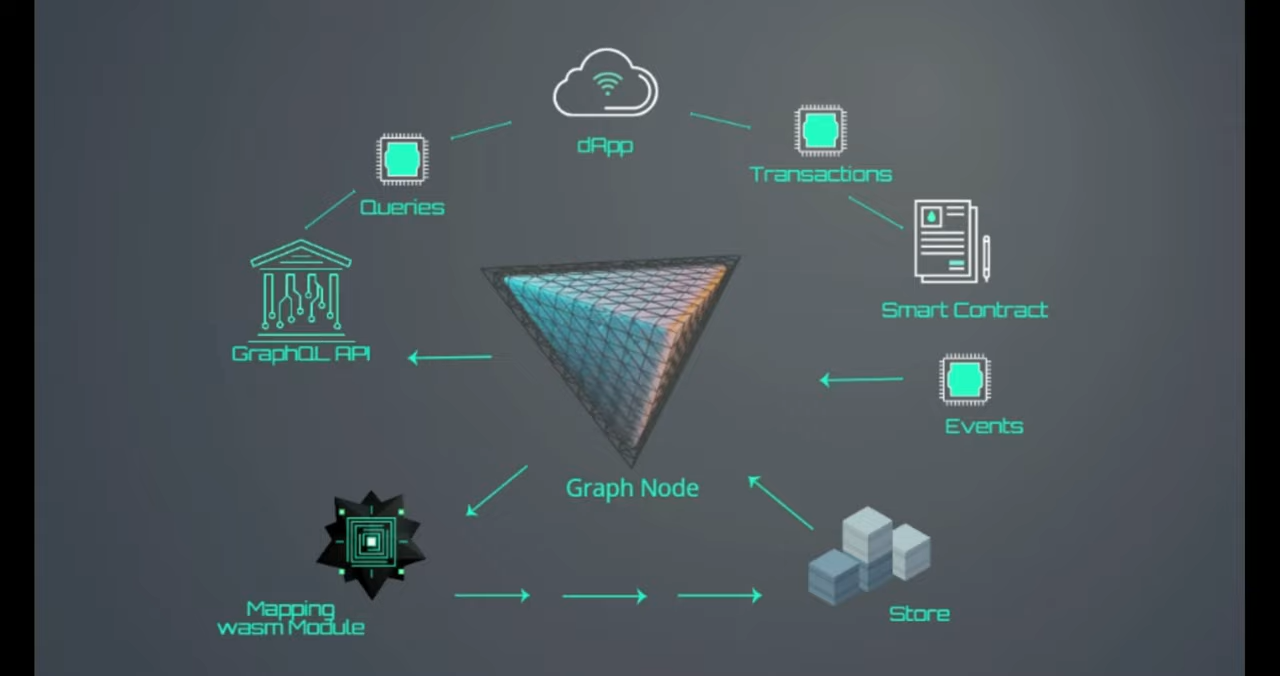 dApp
Transactions
Queries
Smart Contract
GraphQL API
Events
Graph Node
Mapping
wasm Module
Store